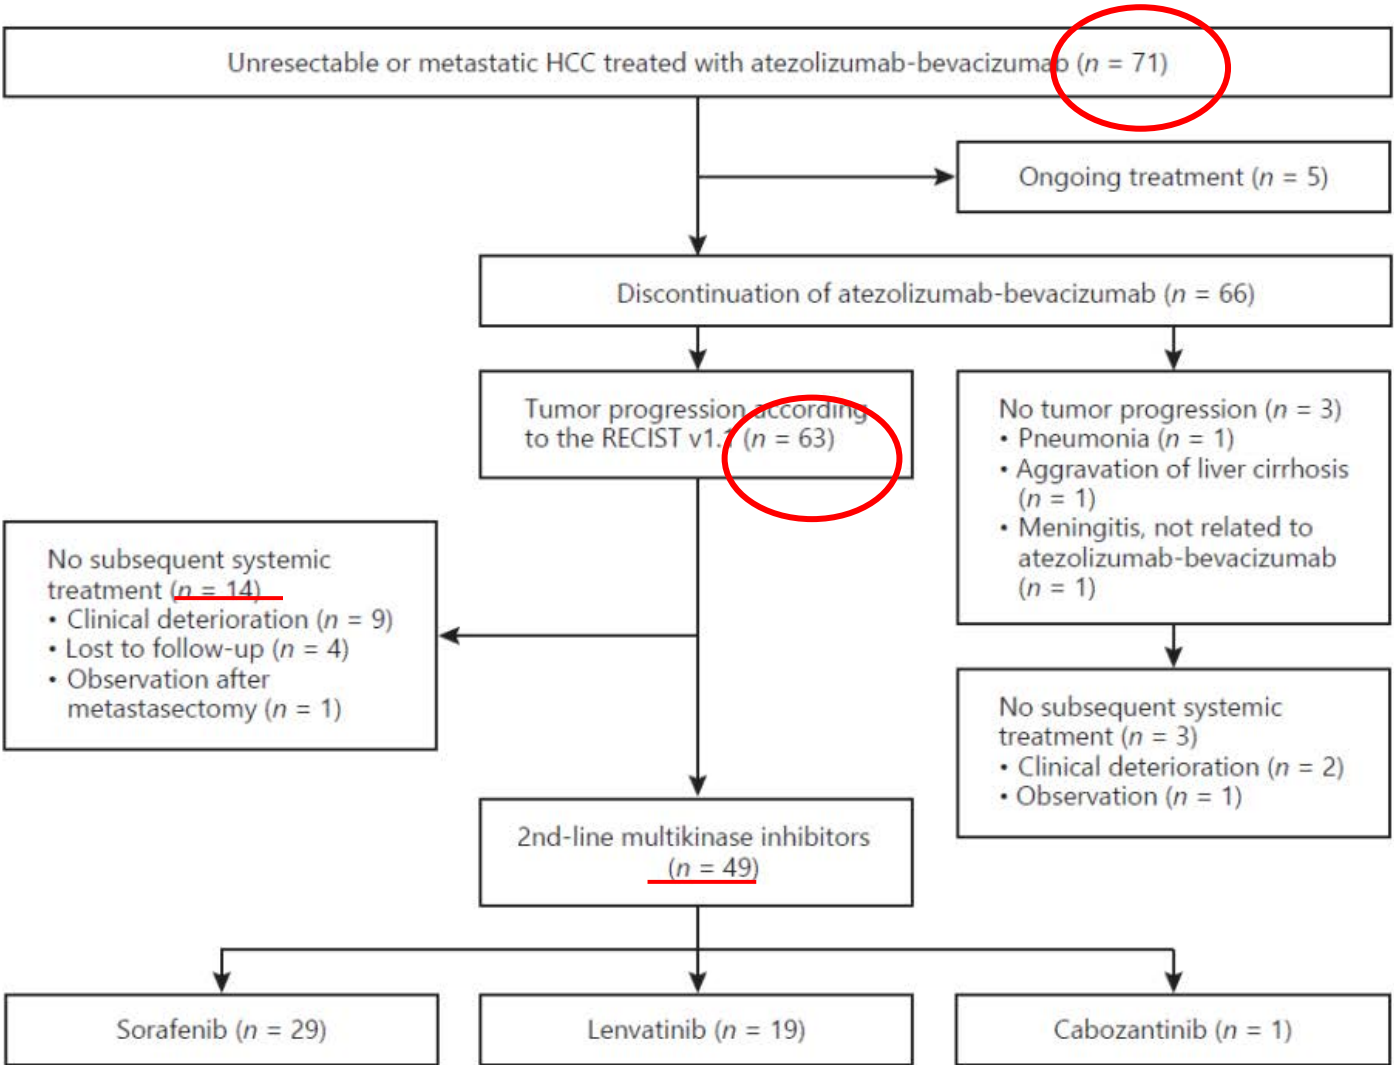 Unresectable or metastatic HCC treated with atezolizumab-bevacizumab (n = 71)
Ongoing treatment (n = 5)
Discontinuation of atezolizumab-bevacizumab (n = 66)
Tumor progression according
to the RECIST v1.1 (n = 63)
No tumor progression (n = 3)
• Pneumonia (n = 1)
• Aggravation of liver cirrhosis
(n = 1)
• Meningitis, not related to
atezolizumab-bevacizumab
(n = 1)
No subsequent systemic
treatment (n = 14)
• Clinical deterioration (n = 9)
• Lost to follow-up (n = 4)
• Observation after
metastasectomy (n = 1)
No subsequent systemic
treatment (n = 3)
• Clinical deterioration (n = 2)
• Observation (n = 1)
2nd-line multikinase inhibitors
(n = 49)
Sorafenib (n = 29)
Lenvatinib (n = 19)
Cabozantinib (n = 1)